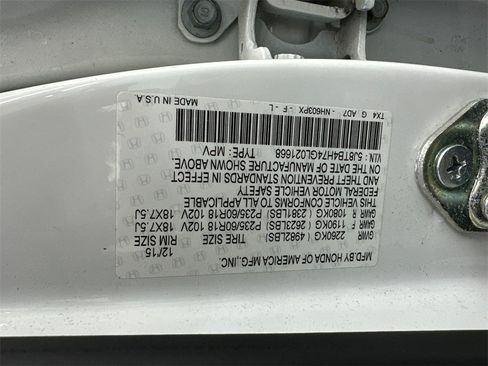 MFD.BY HONDA OF AMERICA MFG.,INC. 12/15
GVWR TIRE SIZE RIM SIZE
2260KG (4982LBS)
GAWR F 1190KG (2623LBS) P235/60R18 102V 18X7.5J
GAWR R 1080KG (2381LBS) P235/60R18 102V 18X7.5J
THIS VEHICLE CONFORMS TO ALL APPLICABLE
FEDERAL MOTOR VEHICLE SAFETY
AND THEFT PREVENTION STANDARDS IN EFFECT
ON THE DATE OF MANUFACTURE SHOWN ABOVE.
V.I.N: 5J8TB4H74GL021668 TYPE: MPV
TX4 G AD7 - NH603PX - F - L MADE IN U.S.A